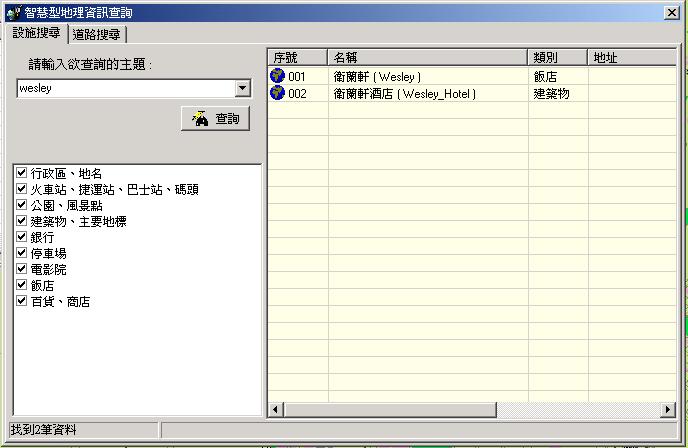 智慧型地理資訊查詢
設施搜尋 道路搜尋
請輸入欲查詢的主題 :
wesley
查詢
行政區、地名
火車站、捷運站、巴士站、碼頭
公園、風景點
建築物、主要地標
銀行
停車場
電影院
飯店
百貨、商店
序號 名稱 類別 地址
001 衛蘭軒 ( Wesley ) 飯店
002 衛蘭軒酒店 ( Wesley_Hotel ) 建築物
找到2筆資料